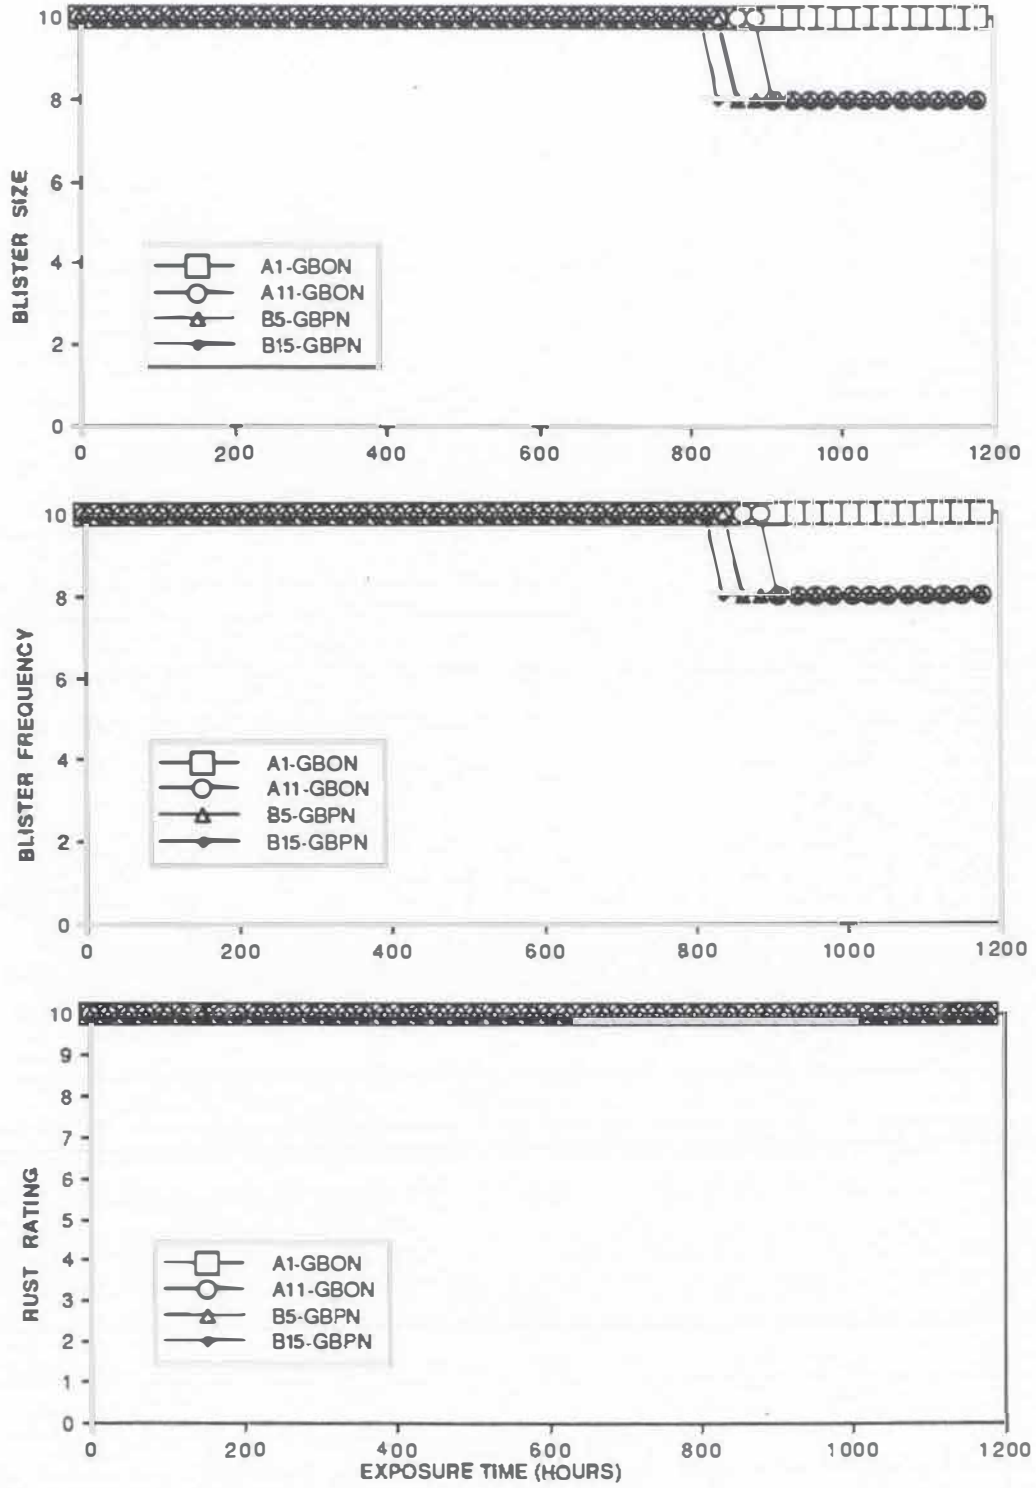 10
8
6
4
2
0
BLISTER SIZE
A1-GBON
A11-GBON
B5-GBPN
B15-GBPN
0 200 400 600 800 1000 1200
10
8
6
4
2
0
BLISTER FREQUENCY
A1-GBON
A11-GBON
B5-GBPN
B15-GBPN
0 200 400 600 800 1000 1200
10
9
8
7
6
5
4
3
2
1
0
RUST RATING
A1-GBON
A11-GBON
B5-GBPN
B15-GBPN
0 200 400 600 800 1000 1200
EXPOSURE TIME (HOURS)